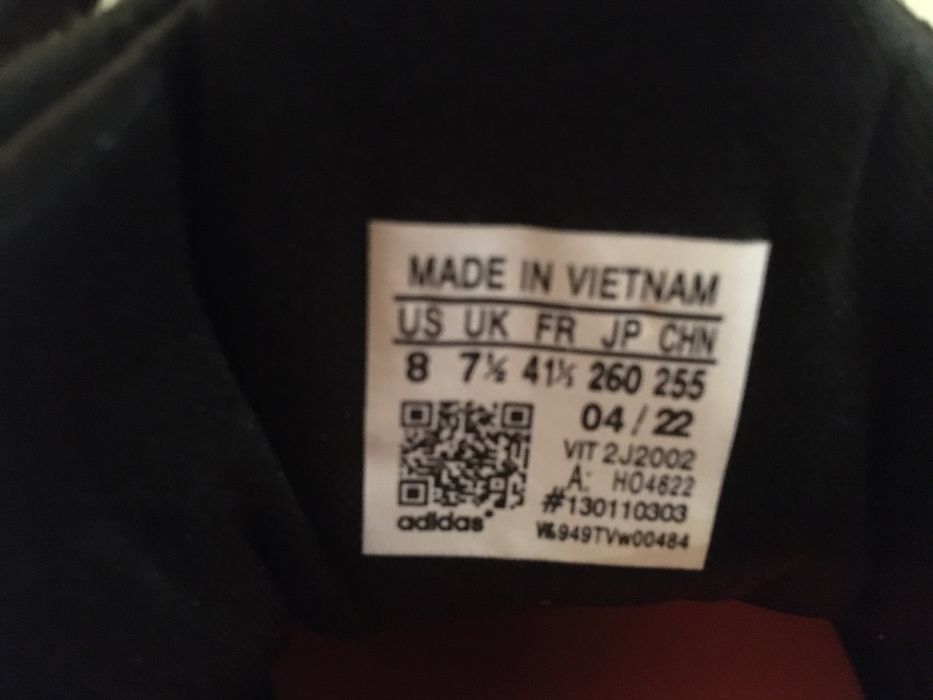 MADE IN VIETNAM
US UK FR JP CHN
8 7½ 41⅓ 260 255
04 / 22
VIT 2J2002
A: HO4622
#130110303
adidas